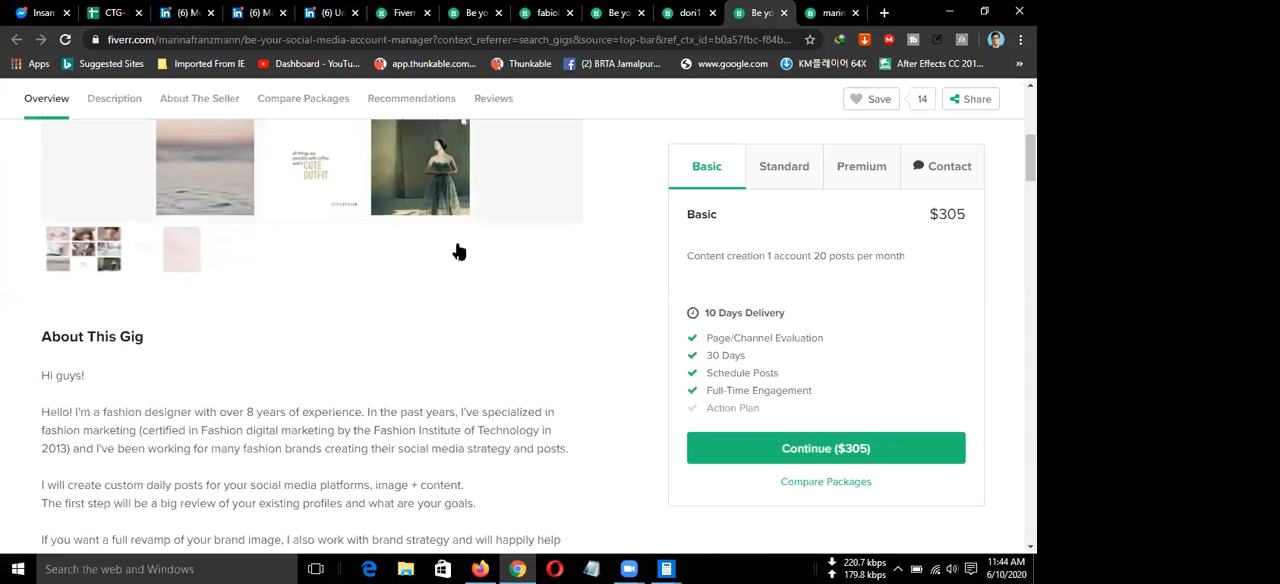 Insan
CTG-
(6) M
(6) M
(6) Un
Fiverr
Be yo
fabiol
Be yo
dori1
Be yo
marin
fiverr.com/marinafranzmann/be-your-social-media-account-manager?context_referrer=search_gigs&source=top-bar&ref_ctx_id=b0a57fbc-f84b...
Apps
Suggested Sites
Imported From IE
Dashboard - YouTu...
app.thunkable.com...
Thunkable
(2) BRTA Jamalpur...
www.google.com
KM플레이어 64X
After Effects CC 201...
»
Overview
Description
About The Seller
Compare Packages
Recommendations
Reviews
Save
14
Share
all things are
possible with coffee
and a CUTE
OUTFIT
Basic
Standard
Premium
Contact
Basic
$305
Content creation 1 account 20 posts per month
10 Days Delivery
Page/Channel Evaluation
30 Days
Schedule Posts
Full-Time Engagement
Action Plan
Continue ($305)
Compare Packages
About This Gig
Hi guys!
Hello! I'm a fashion designer with over 8 years of experience. In the past years, I've specialized in
fashion marketing (certified in Fashion digital marketing by the Fashion Institute of Technology in
2013) and I've been working for many fashion brands creating their social media strategy and posts.
I will create custom daily posts for your social media platforms, image + content.
The first step will be a big review of your existing profiles and what are your goals.
If you want a full revamp of your brand image, I also work with brand strategy and will happily help
Search the web and Windows
220.7 kbps
179.8 kbps
11:44 AM
6/10/2020